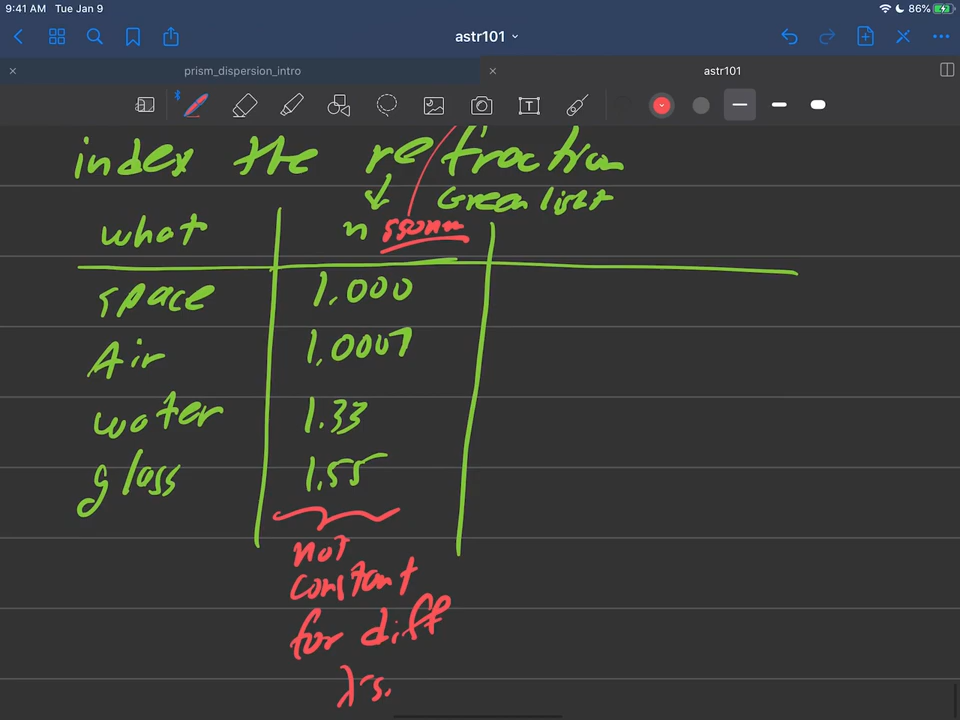 9:41 AM Tue Jan 9
86%
astr101
prism_dispersion_intro
astr101
T
index the refraction
Green light
what n 550nm
space 1.000
Air 1.0007
water 1.33
glass 1.55
not
constant
for diff
λ's.